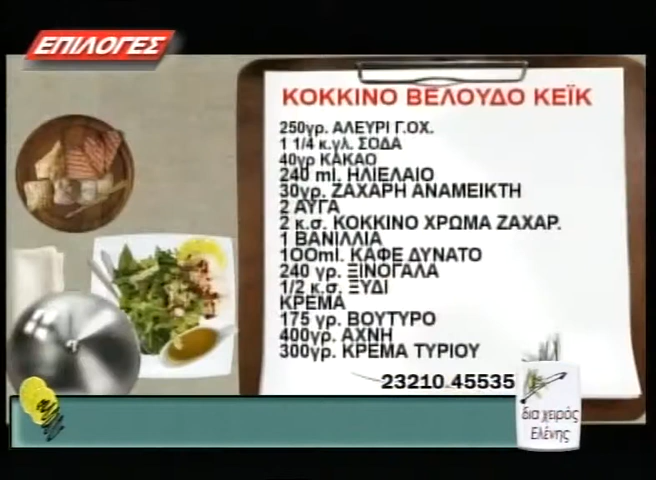 ΕΠΙΛΟΓΕΣ
ΚΟΚΚΙΝΟ ΒΕΛΟΥΔΟ ΚΕΪΚ
250γρ. ΑΛΕΥΡΙ Γ.ΟΧ.
1 1/4 κ.γλ. ΣΟΔΑ
40γρ ΚΑΚΑΟ
240 ml. ΗΛΙΕΛΑΙΟ
30γρ. ΖΑΧΑΡΗ ΑΝΑΜΕΙΚΤΗ
2 ΑΥΓΑ
2 κ.σ. ΚΟΚΚΙΝΟ ΧΡΩΜΑ ΖΑΧΑΡ.
1 ΒΑΝΙΛΛΙΑ
100ml. ΚΑΦΕ ΔΥΝΑΤΟ
240 γρ. ΞΙΝΟΓΑΛΑ
1/2 κ.σ. ΞΥΔΙ
ΚΡΕΜΑ
175 γρ. ΒΟΥΤΥΡΟ
400γρ. ΑΧΝΗ
300γρ. ΚΡΕΜΑ ΤΥΡΙΟΥ
23210 45535
δια χειρός
Ελένης